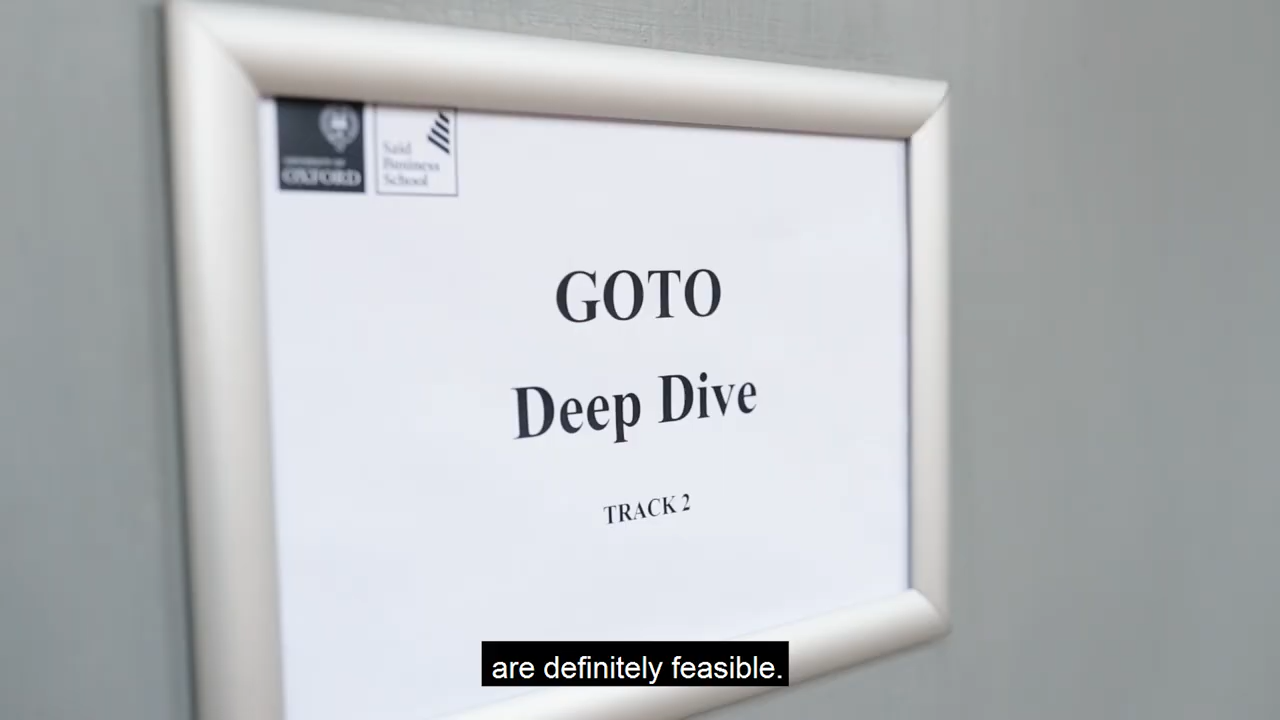 UNIVERSITY OF
OXFORD
Saïd
Business
School
GOTO
Deep Dive
TRACK 2
are definitely feasible.